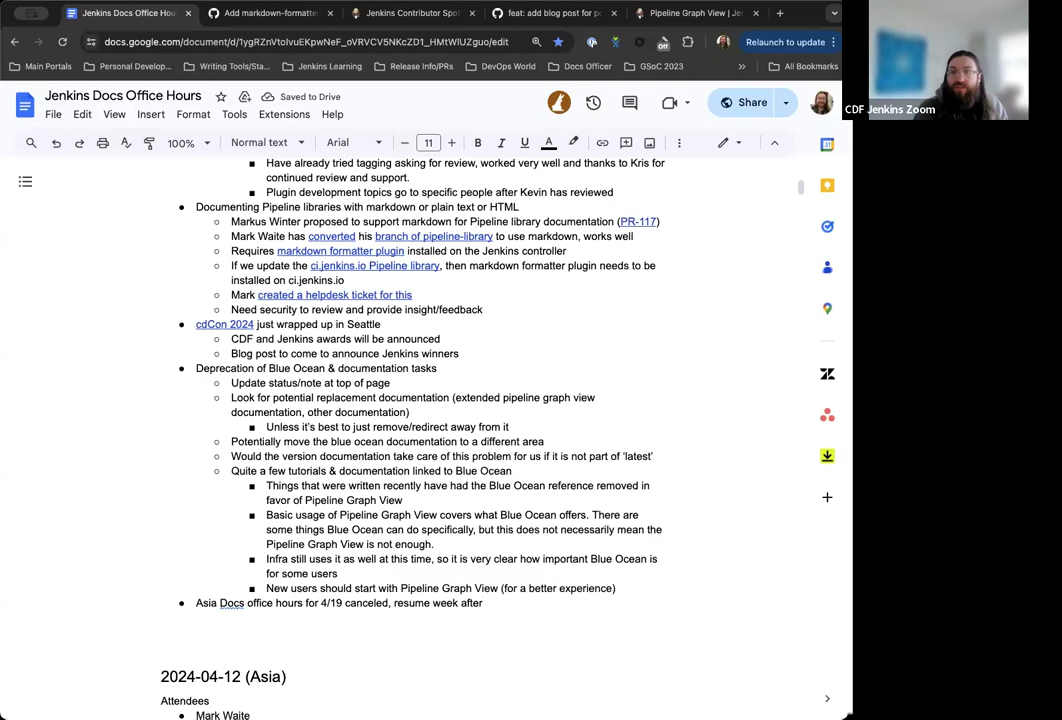 Jenkins Docs Office Hours
Add markdown-formatte
Jenkins Contributor Spo
feat: add blog post for p
Pipeline Graph View | Je
docs.google.com/document/d/1ygRZnVtoIvuEKpwNeF_oVRVCV5NKcZD1_HMtWlUZguo/edit
Off
Relaunch to update
Main Portals
Personal Develop...
Writing Tools/Sta...
Jenkins Learning
Release Info/PRs
DevOps World
Docs Officer
GSoC 2023
All Bookmarks
CDF Jenkins Zoom
Jenkins Docs Office Hours
Saved to Drive
File Edit View Insert Format Tools Extensions Help
Share
100%
Normal text
Arial
11
B I U A
Have already tried tagging asking for review, worked very well and thanks to Kris for
continued review and support.
Plugin development topics go to specific people after Kevin has reviewed
Documenting Pipeline libraries with markdown or plain text or HTML
Markus Winter proposed to support markdown for Pipeline library documentation (PR-117)
Mark Waite has converted his branch of pipeline-library to use markdown, works well
Requires markdown formatter plugin installed on the Jenkins controller
If we update the ci.jenkins.io Pipeline library, then markdown formatter plugin needs to be
installed on ci.jenkins.io
Mark created a helpdesk ticket for this
Need security to review and provide insight/feedback
cdCon 2024 just wrapped up in Seattle
CDF and Jenkins awards will be announced
Blog post to come to announce Jenkins winners
Deprecation of Blue Ocean & documentation tasks
Update status/note at top of page
Look for potential replacement documentation (extended pipeline graph view
documentation, other documentation)
Unless it's best to just remove/redirect away from it
Potentially move the blue ocean documentation to a different area
Would the version documentation take care of this problem for us if it is not part of 'latest'
Quite a few tutorials & documentation linked to Blue Ocean
Things that were written recently have had the Blue Ocean reference removed in
favor of Pipeline Graph View
Basic usage of Pipeline Graph View covers what Blue Ocean offers. There are
some things Blue Ocean can do specifically, but this does not necessarily mean the
Pipeline Graph View is not enough.
Infra still uses it as well at this time, so it is very clear how important Blue Ocean is
for some users
New users should start with Pipeline Graph View (for a better experience)
Asia Docs office hours for 4/19 canceled, resume week after
2024-04-12 (Asia)
Attendees
Mark Waite